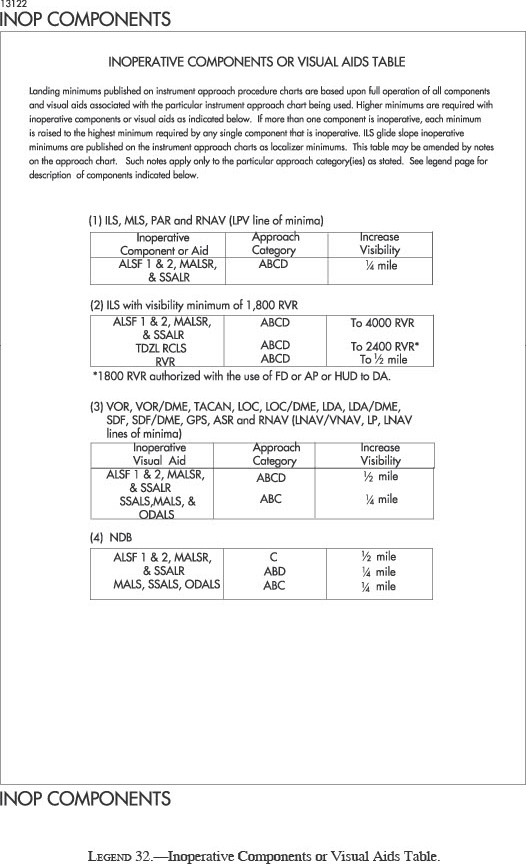 13122
INOP COMPONENTS
INOPERATIVE COMPONENTS OR VISUAL AIDS TABLE
Landing minimums published on instrument approach procedure charts are based upon full operation of all components
and visual aids associated with the particular instrument approach chart being used. Higher minimums are required with
inoperative components or visual aids as indicated below. If more than one component is inoperative, each minimum
is raised to the highest minimum required by any single component that is inoperative. ILS glide slope inoperative
minimums are published on the instrument approach charts as localizer minimums. This table may be amended by notes
on the approach chart. Such notes apply only to the particular approach category(ies) as stated. See legend page for
description of components indicated below.
(1) ILS, MLS, PAR and RNAV (LPV line of minima)
Inoperative Approach Increase
Component or Aid Category Visibility
ALSF 1 & 2, MALSR, ABCD ¼ mile
& SSALR
(2) ILS with visibility minimum of 1,800 RVR
ALSF 1 & 2, MALSR, ABCD To 4000 RVR
& SSALR
TDZL RCLS ABCD To 2400 RVR*
RVR ABCD To ½ mile
*1800 RVR authorized with the use of FD or AP or HUD to DA.
(3) VOR, VOR/DME, TACAN, LOC, LOC/DME, LDA, LDA/DME,
SDF, SDF/DME, GPS, ASR and RNAV (LNAV/VNAV, LP, LNAV
lines of minima)
Inoperative Approach Increase
Visual Aid Category Visibility
ALSF 1 & 2, MALSR, ABCD ½ mile
& SSALR
SSALS,MALS, & ABC ¼ mile
ODALS
(4) NDB
ALSF 1 & 2, MALSR, C ½ mile
& SSALR ABD ¼ mile
MALS, SSALS, ODALS ABC ¼ mile
INOP COMPONENTS
LEGEND 32.—Inoperative Components or Visual Aids Table.